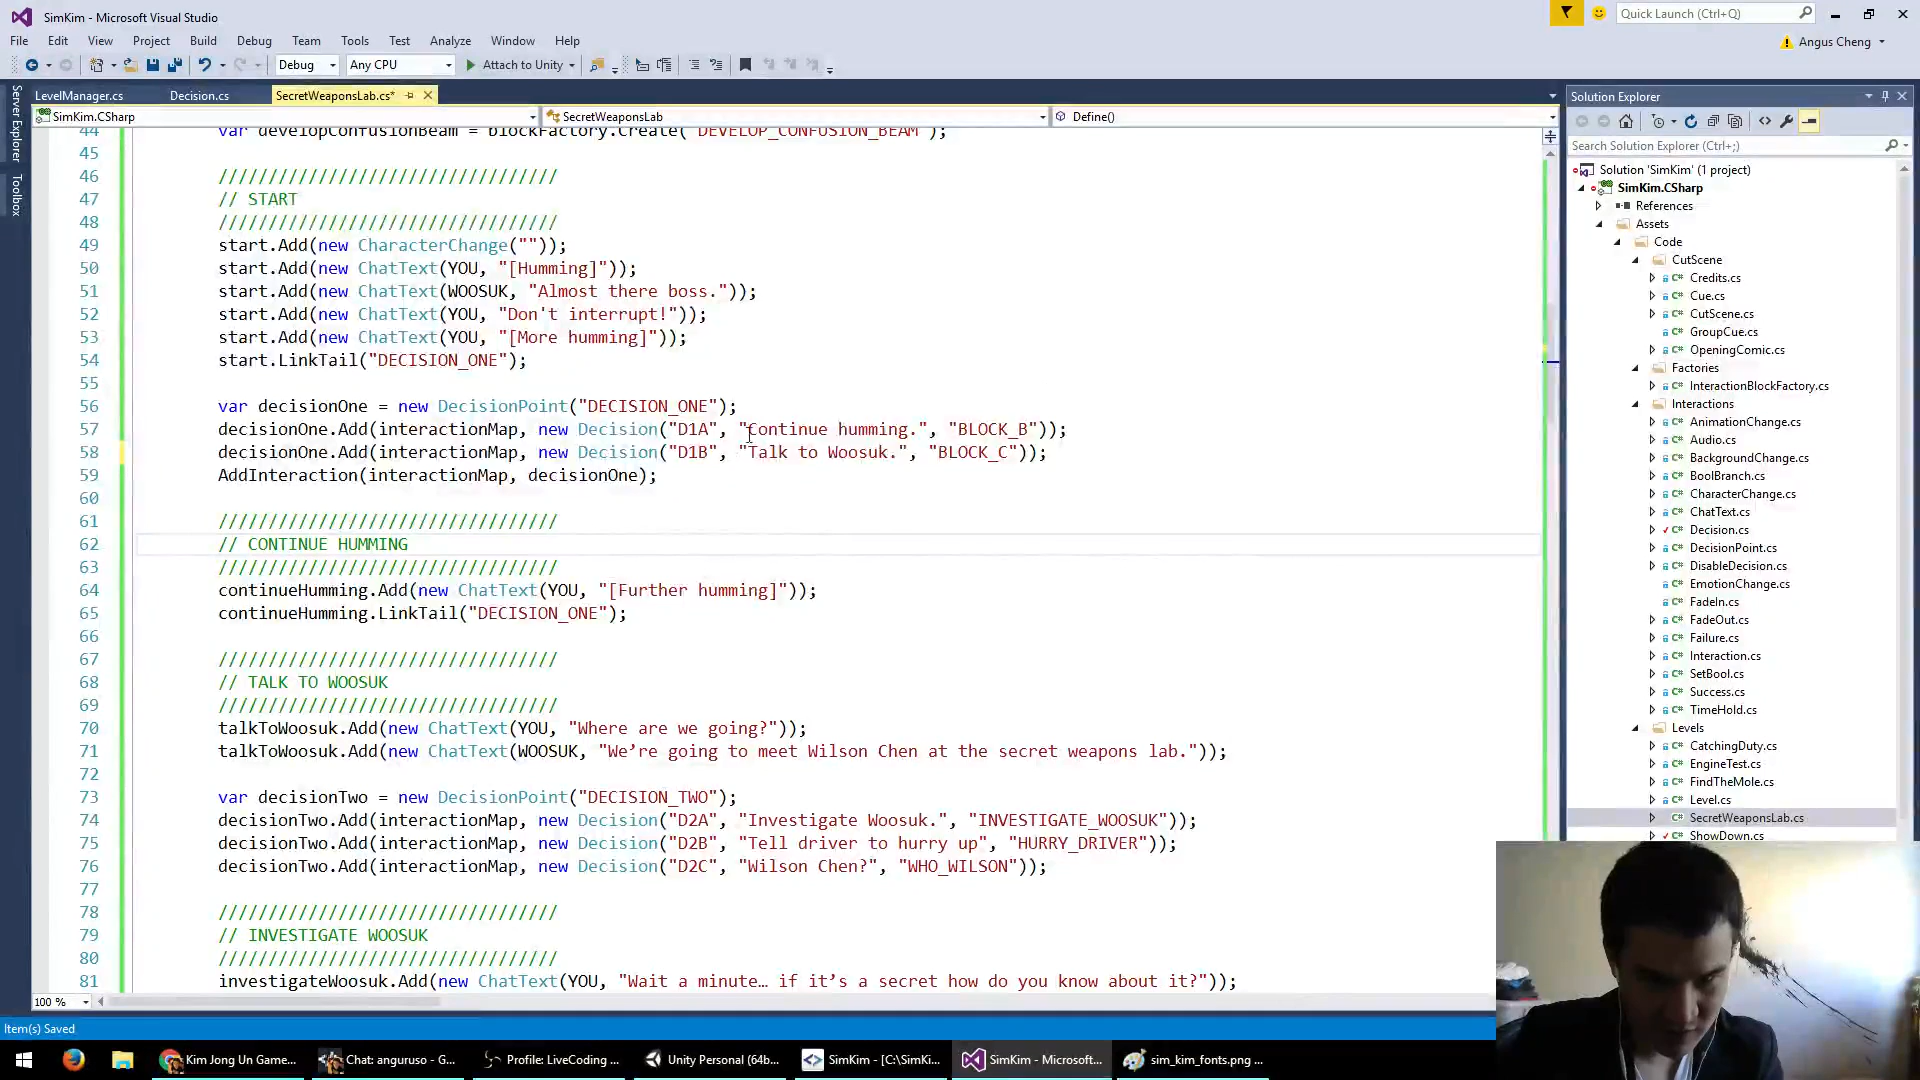 SimKim - Microsoft Visual Studio
Quick Launch (Ctrl+Q)
File Edit View Project Build Debug Team Tools Test Analyze Window Help
Angus Cheng
Debug Any CPU Attach to Unity
Server Explorer
Toolbox
LevelManager.cs Decision.cs SecretWeaponsLab.cs*
SimKim.CSharp SecretWeaponsLab Define()
44 var developConfusionBeam = blockFactory.Create("DEVELOP_CONFUSION_BEAM");
45
46 //////////////////////////////////
47 // START
48 //////////////////////////////////
49 start.Add(new CharacterChange(""));
50 start.Add(new ChatText(YOU, "[Humming]"));
51 start.Add(new ChatText(WOOSUK, "Almost there boss."));
52 start.Add(new ChatText(YOU, "Don't interrupt!"));
53 start.Add(new ChatText(YOU, "[More humming]"));
54 start.LinkTail("DECISION_ONE");
55
56 var decisionOne = new DecisionPoint("DECISION_ONE");
57 decisionOne.Add(interactionMap, new Decision("D1A", "Continue humming.", "BLOCK_B"));
58 decisionOne.Add(interactionMap, new Decision("D1B", "Talk to Woosuk.", "BLOCK_C"));
59 AddInteraction(interactionMap, decisionOne);
60
61 //////////////////////////////////
62 // CONTINUE HUMMING
63 //////////////////////////////////
64 continueHumming.Add(new ChatText(YOU, "[Further humming]"));
65 continueHumming.LinkTail("DECISION_ONE");
66
67 //////////////////////////////////
68 // TALK TO WOOSUK
69 //////////////////////////////////
70 talkToWoosuk.Add(new ChatText(YOU, "Where are we going?"));
71 talkToWoosuk.Add(new ChatText(WOOSUK, "We’re going to meet Wilson Chen at the secret weapons lab."));
72
73 var decisionTwo = new DecisionPoint("DECISION_TWO");
74 decisionTwo.Add(interactionMap, new Decision("D2A", "Investigate Woosuk.", "INVESTIGATE_WOOSUK"));
75 decisionTwo.Add(interactionMap, new Decision("D2B", "Tell driver to hurry up", "HURRY_DRIVER"));
76 decisionTwo.Add(interactionMap, new Decision("D2C", "Wilson Chen?", "WHO_WILSON"));
77
78 //////////////////////////////////
79 // INVESTIGATE WOOSUK
80 //////////////////////////////////
81 investigateWoosuk.Add(new ChatText(YOU, "Wait a minute… if it’s a secret how do you know about it?"));
100 %
Solution Explorer
Search Solution Explorer (Ctrl+;)
Solution 'SimKim' (1 project)
SimKim.CSharp
References
Assets
Code
CutScene
Credits.cs
Cue.cs
CutScene.cs
GroupCue.cs
OpeningComic.cs
Factories
InteractionBlockFactory.cs
Interactions
AnimationChange.cs
Audio.cs
BackgroundChange.cs
BoolBranch.cs
CharacterChange.cs
ChatText.cs
Decision.cs
DecisionPoint.cs
DisableDecision.cs
EmotionChange.cs
FadeIn.cs
FadeOut.cs
Failure.cs
Interaction.cs
SetBool.cs
Success.cs
TimeHold.cs
Levels
CatchingDuty.cs
EngineTest.cs
FindTheMole.cs
Level.cs
SecretWeaponsLab.cs
ShowDown.cs
Item(s) Saved
Kim Jong Un Game... Chat: anguruso - G... Profile: LiveCoding ... Unity Personal (64b... SimKim - [C:\SimKi... SimKim - Microsoft... sim_kim_fonts.png ...